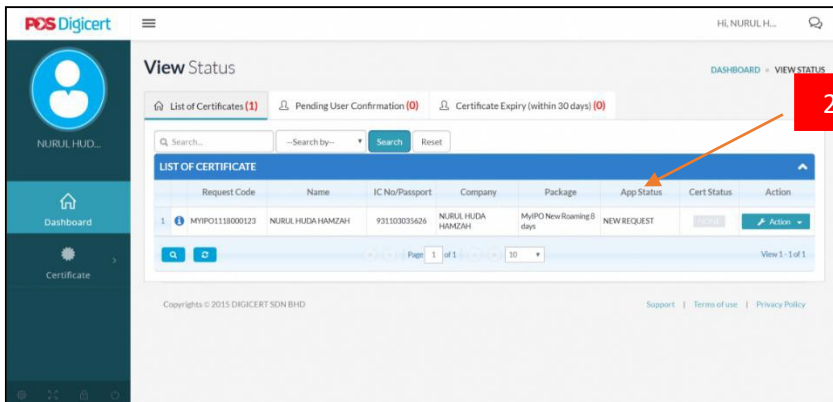 POS Digicert
Hi, NURUL H...
View Status
DASHBOARD » VIEW STATUS
List of Certificates (1)
Pending User Confirmation (0)
Certificate Expiry (within 30 days) (0)
2
NURUL HUD...
Search...
--Search by--
Search
Reset
LIST OF CERTIFICATE
Request Code Name IC No/Passport Company Package App Status Cert Status Action
1 MYIPO1118000123 NURUL HUDA HAMZAH 931103035626 NURUL HUDA HAMZAH MyIPO New Roaming 8 days NEW REQUEST NONE Action
Page 1 of 1 10 View 1 - 1 of 1
Dashboard
Certificate
Copyrights © 2015 DIGICERT SDN BHD
Support | Terms of use | Privacy Policy